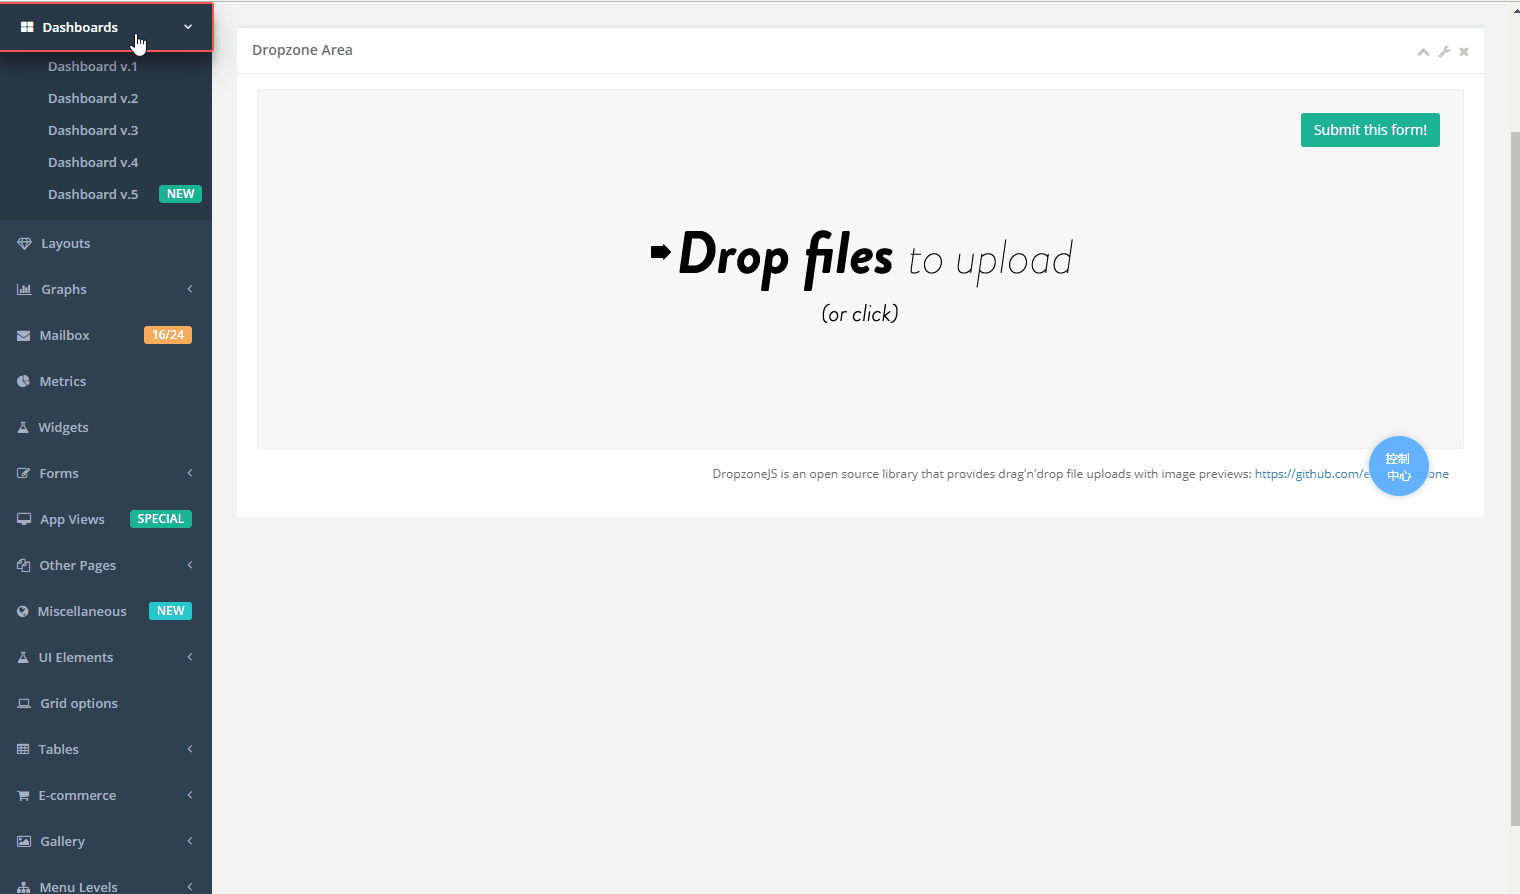 Dashboards
Dashboard v.1
Dashboard v.2
Dashboard v.3
Dashboard v.4
Dashboard v.5 NEW
Layouts
Graphs
Mailbox 16/24
Metrics
Widgets
Forms
App Views SPECIAL
Other Pages
Miscellaneous NEW
UI Elements
Grid options
Tables
E-commerce
Gallery
Menu Levels
Dropzone Area
Submit this form!
Drop files to upload
(or click)
DropzoneJS is an open source library that provides drag'n'drop file uploads with image previews: https://github.com/
控制
中心